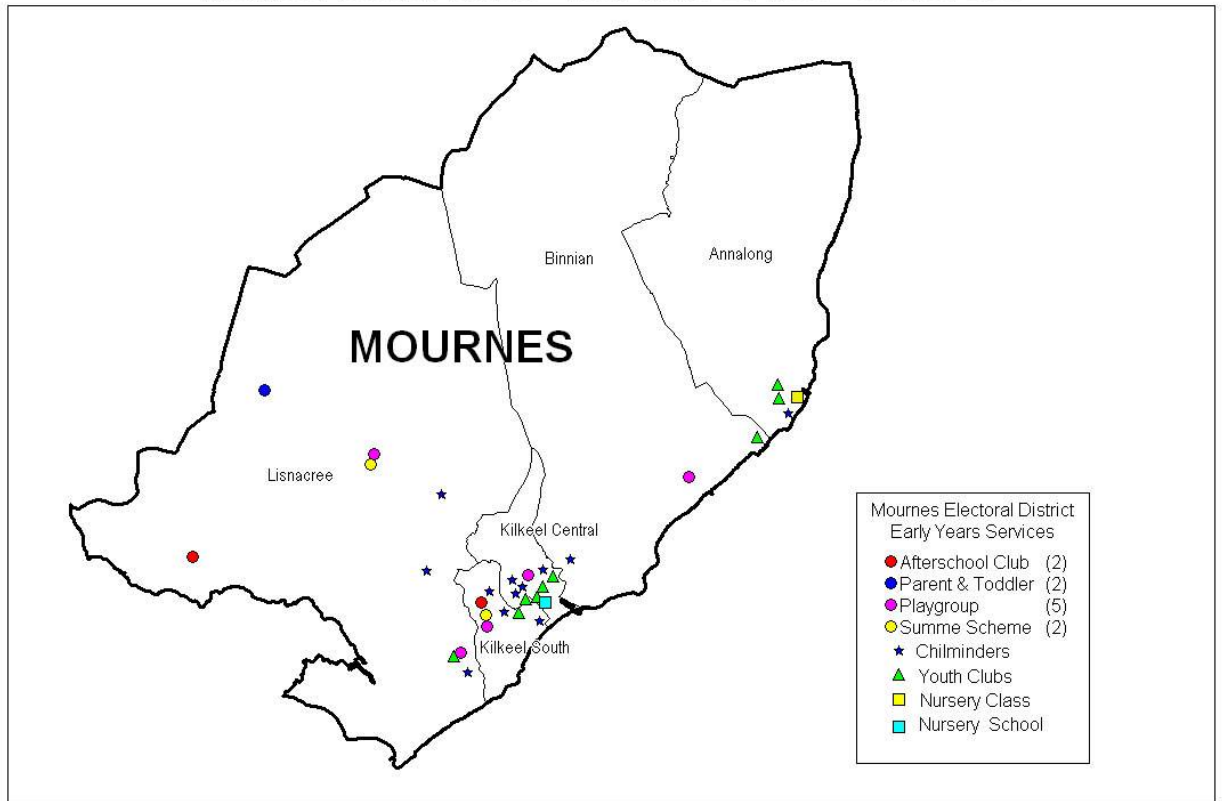 Binnian
Annalong
MOURNES
Lisnacree
Kilkeel Central
Kilkeel South
Mournes Electoral District
Early Years Services
Afterschool Club (2)
Parent & Toddler (2)
Playgroup (5)
Summe Scheme (2)
Chilminders
Youth Clubs
Nursery Class
Nursery School